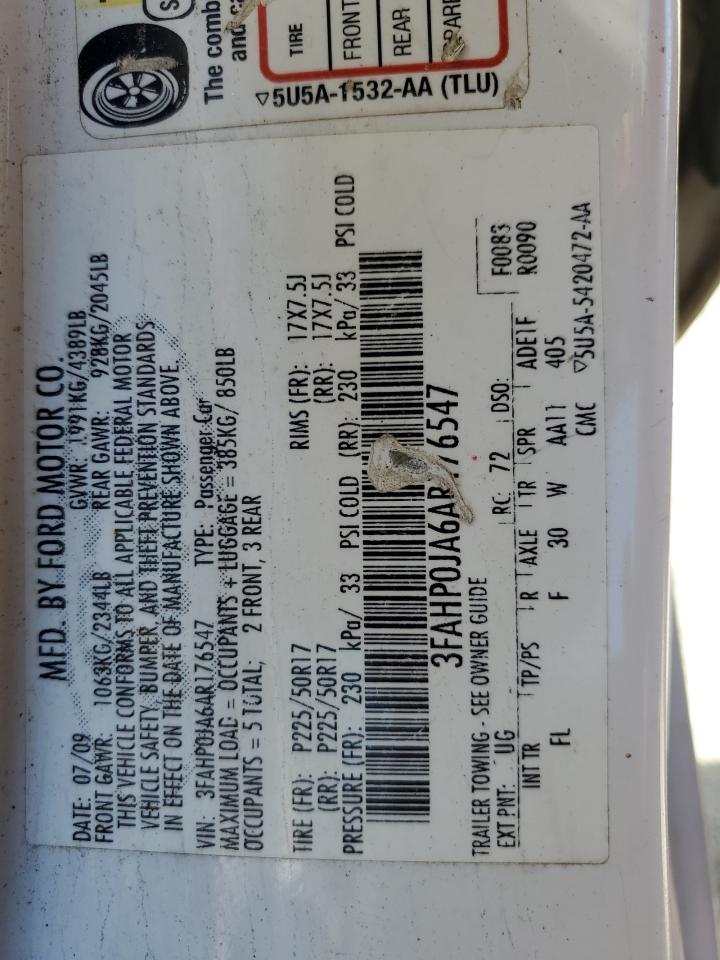 The comb
and ca
TIRE
FRONT
REAR
SPARE
▽5U5A-1532-AA (TLU)
MFD. BY FORD MOTOR CO.
DATE: 07/09 GVWR: 1991KG/4389LB
FRONT GAWR: 1063KG/2344LB REAR GAWR: 928KG/2045LB
THIS VEHICLE CONFORMS TO ALL APPLICABLE FEDERAL MOTOR
VEHICLE SAFETY, BUMPER, AND THEFT PREVENTION STANDARDS
IN EFFECT ON THE DATE OF MANUFACTURE SHOWN ABOVE.
VIN: 3FAHP0JA6AR176547 TYPE: Passenger Car
MAXIMUM LOAD = OCCUPANTS + LUGGAGE = 385KG/ 850LB
OCCUPANTS = 5 TOTAL; 2 FRONT, 3 REAR
TIRE (FR): P225/50R17 RIMS (FR): 17X7.5J
(RR): P225/50R17 (RR): 17X7.5J
PRESSURE (FR): 230 kPa/ 33 PSI COLD (RR): 230 kPa/ 33 PSI COLD
3FAHP0JA6AR176547
TRAILER TOWING - SEE OWNER GUIDE
EXT PNT: UG RC: 72 DSO: F0083
R0090
INT TR TP/PS R AXLE TR SPR ADE1F
FL F 30 W AA11 405
CMC ▽5U5A-5420472-AA